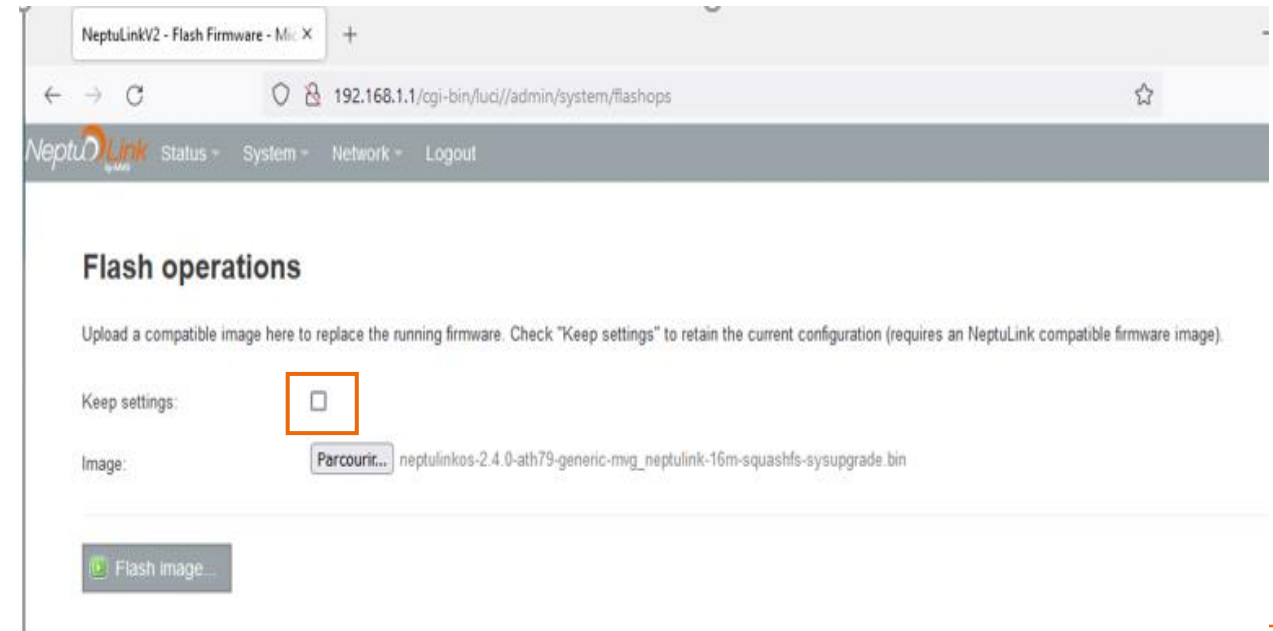 NeptuLinkV2 - Flash Firmware - Mic
192.168.1.1/cgi-bin/luci//admin/system/flashops
NeptuLink Status System Network Logout
Flash operations
Upload a compatible image here to replace the running firmware. Check "Keep settings" to retain the current configuration (requires an NeptuLink compatible firmware image).
Keep settings:
Image: Parcourir... neptulinkos-2.4.0-ath79-generic-mvg_neptulink-16m-squashfs-sysupgrade.bin
Flash image...